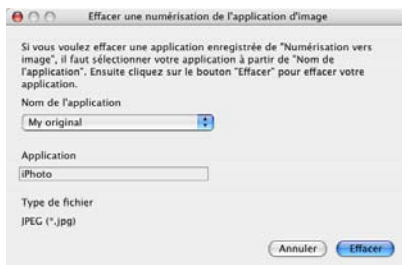 Effacer une numérisation de l'application d'image
Si vous voulez effacer une application enregistrée de "Numérisation vers
image", il faut sélectionner votre application à partir de "Nom de
l'application". Ensuite cliquez sur le bouton "Effacer" pour effacer votre
application.
Nom de l'application
My original
Application
iPhoto
Type de fichier
JPEG (*.jpg)
Annuler Effacer